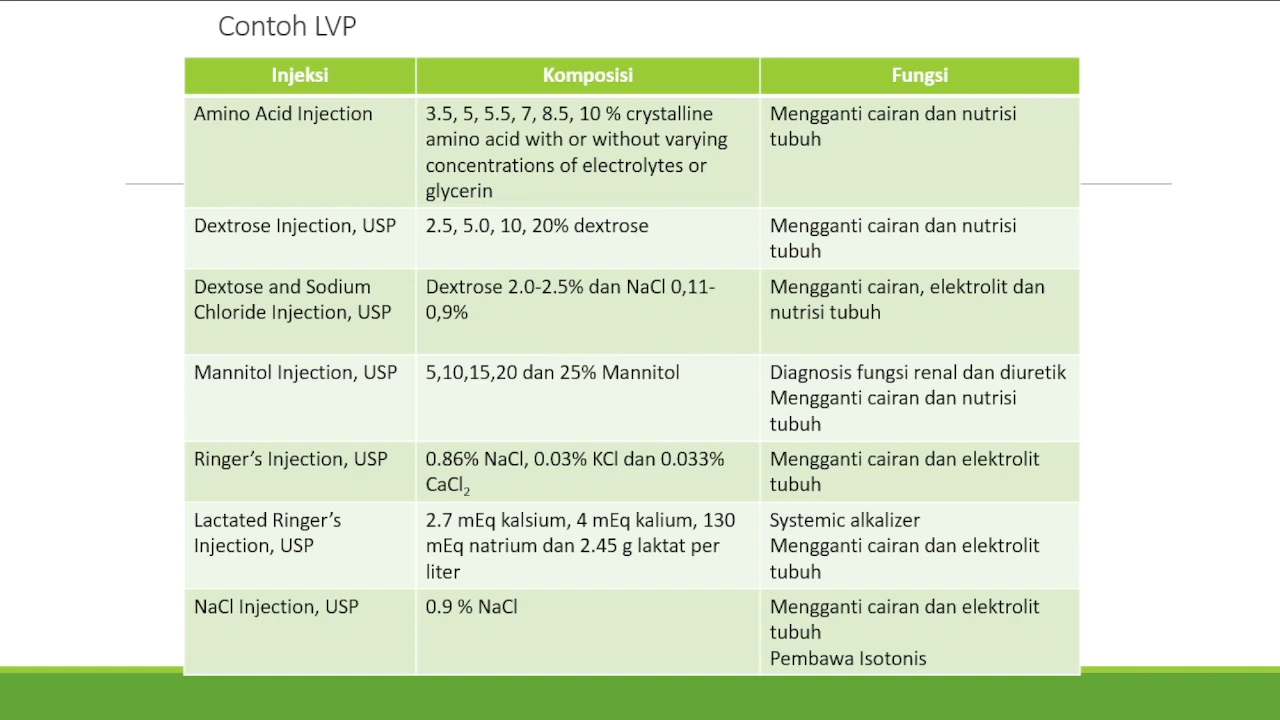 Contoh LVP
Injeksi
Komposisi
Fungsi
Amino Acid Injection
3.5, 5, 5.5, 7, 8.5, 10 % crystalline
amino acid with or without varying
concentrations of electrolytes or
glycerin
Mengganti cairan dan nutrisi
tubuh
Dextrose Injection, USP
2.5, 5.0, 10, 20% dextrose
Mengganti cairan dan nutrisi
tubuh
Dextose and Sodium
Chloride Injection, USP
Dextrose 2.0-2.5% dan NaCl 0,11-
0,9%
Mengganti cairan, elektrolit dan
nutrisi tubuh
Mannitol Injection, USP
5,10,15,20 dan 25% Mannitol
Diagnosis fungsi renal dan diuretik
Mengganti cairan dan nutrisi
tubuh
Ringer’s Injection, USP
0.86% NaCl, 0.03% KCl dan 0.033%
CaCl₂
Mengganti cairan dan elektrolit
tubuh
Lactated Ringer’s
Injection, USP
2.7 mEq kalsium, 4 mEq kalium, 130
mEq natrium dan 2.45 g laktat per
liter
Systemic alkalizer
Mengganti cairan dan elektrolit
tubuh
NaCl Injection, USP
0.9 % NaCl
Mengganti cairan dan elektrolit
tubuh
Pembawa Isotonis